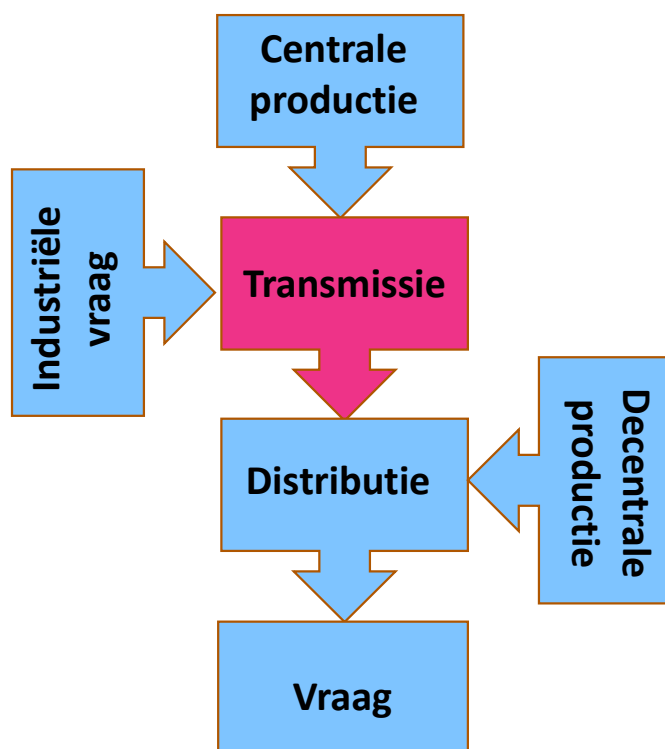 Centrale
productie
Industriële
vraag
Transmissie
Distributie
Decentrale
productie
Vraag